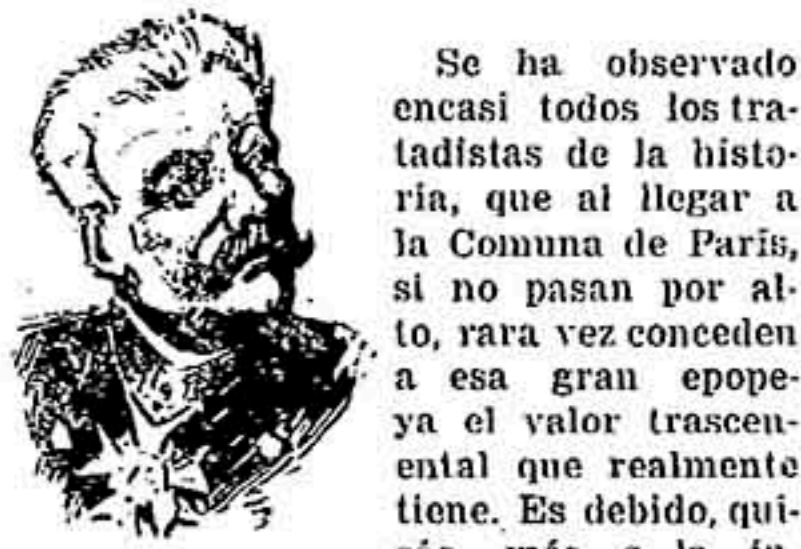 Se ha observado
encasi todos los tra-
tadistas de la histo-
ria, que al llegar a
la Comuna de Paris,
si no pasan por al-
to, rara vez conceden
a esa gran epope-
ya el valor trascen-
ental que realmente
tiene. Es debido, qui-